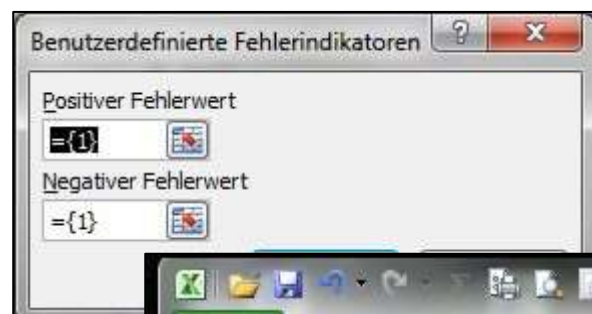 Benutzerdefinierte Fehlerindikatoren
Positiver Fehlerwert
={1}
Negativer Fehlerwert
={1}